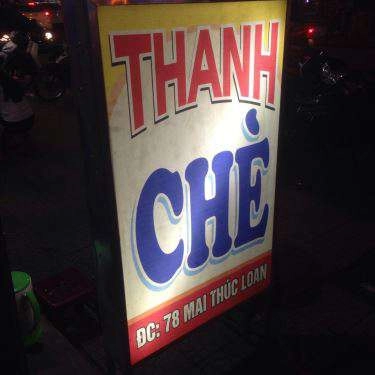 THANH
CHÈ
ĐC: 78 MAI THÚC LOAN